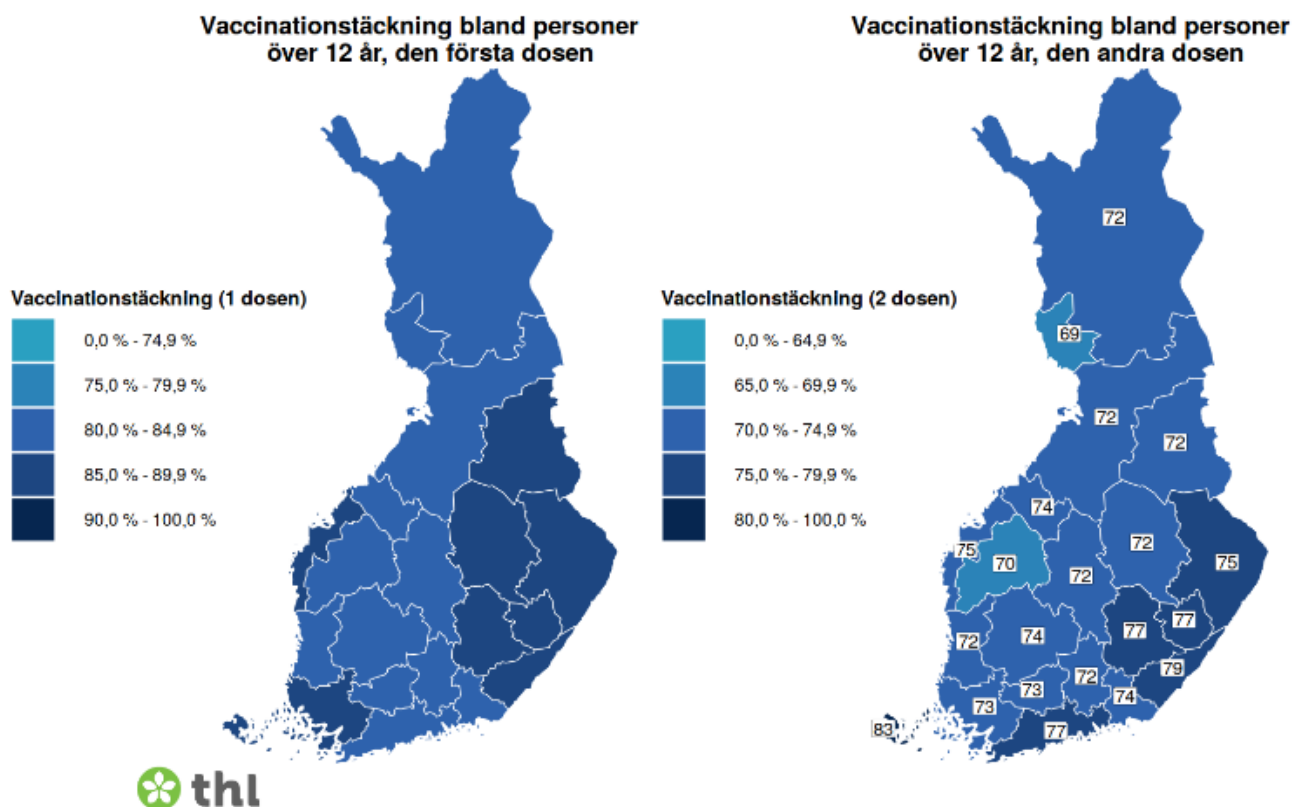 Vaccinationstäckning bland personer
över 12 år, den första dosen
Vaccinationstäckning (1 dosen)
0,0 % - 74,9 %
75,0 % - 79,9 %
80,0 % - 84,9 %
85,0 % - 89,9 %
90,0 % - 100,0 %
thl
Vaccinationstäckning bland personer
över 12 år, den andra dosen
Vaccinationstäckning (2 dosen)
0,0 % - 64,9 %
65,0 % - 69,9 %
70,0 % - 74,9 %
75,0 % - 79,9 %
80,0 % - 100,0 %
72
69
72
72
74
75
70
72
72
75
72
74
77
77
79
73
73
72
74
83
77